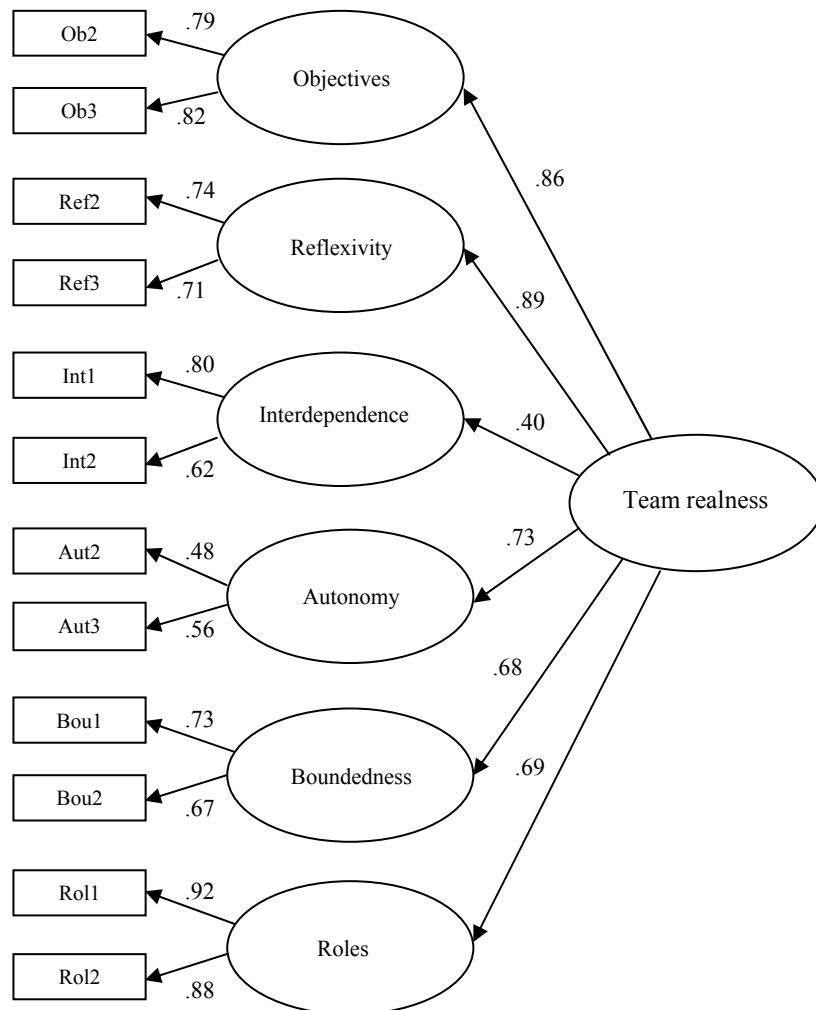 Ob2
.79
Objectives
Ob3
.82
.86
Ref2
.74
Reflexivity
Ref3
.71
.89
Int1
.80
Interdependence
.40
Int2
.62
Team realness
Aut2
.48
.73
Autonomy
Aut3
.56
.68
Bou1
.73
Boundedness
.69
Bou2
.67
Rol1
.92
Roles
Rol2
.88